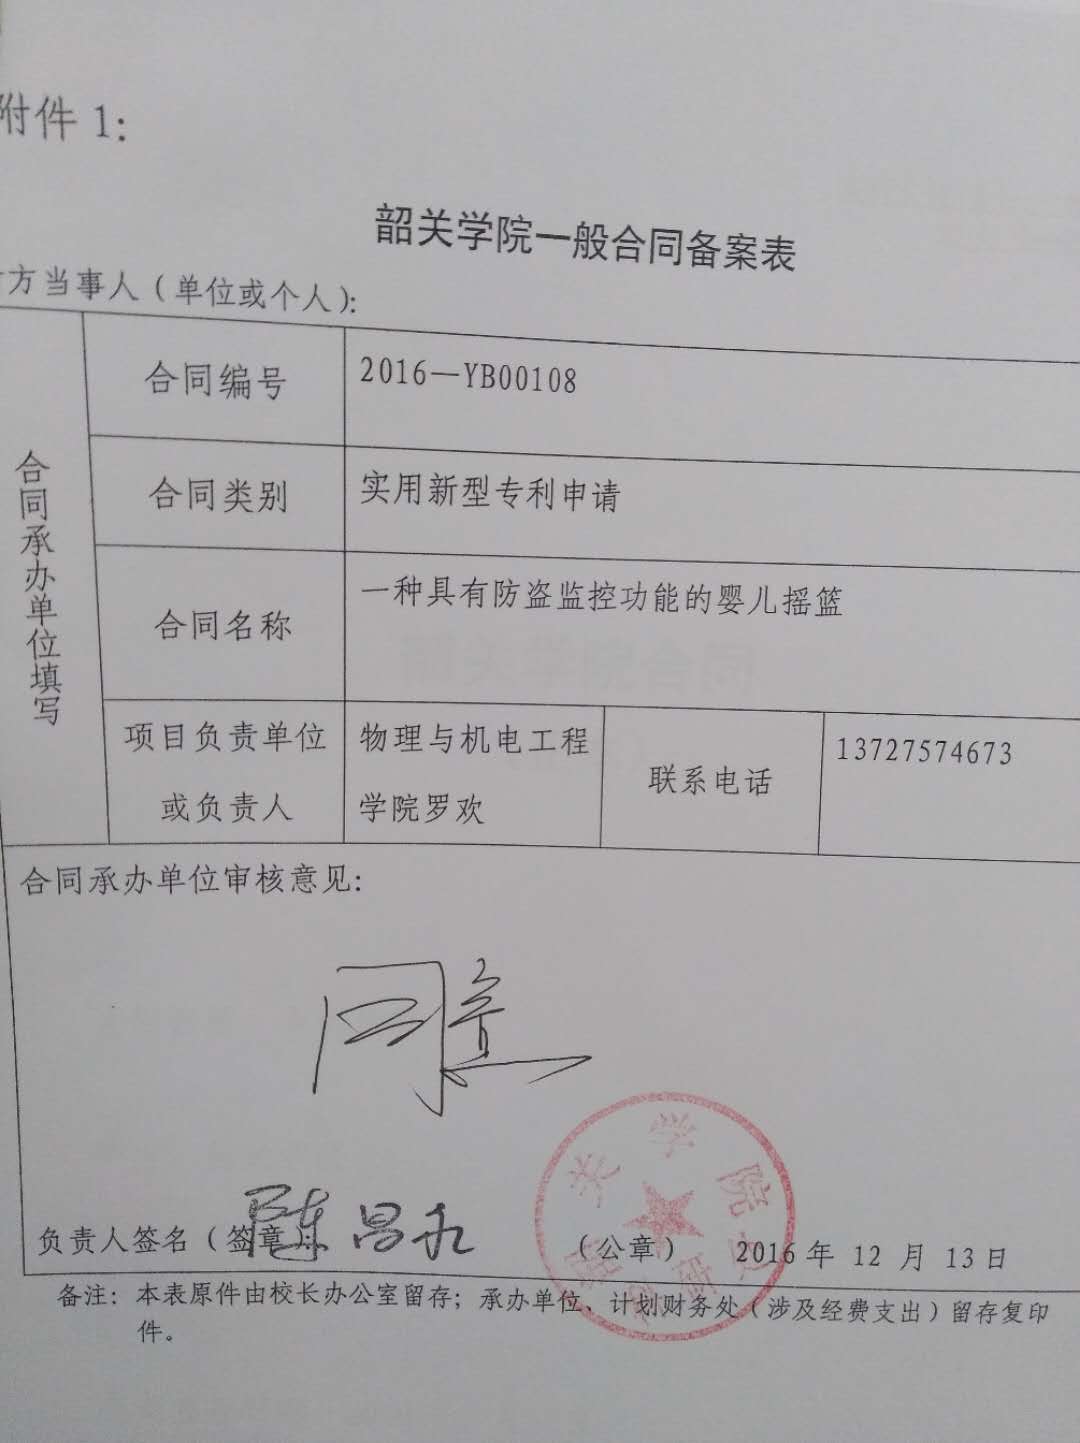 附件 1：
韶关学院一般合同备案表
方当事人（单位或个人）：
合同承办单位填写
合同编号
2016—YB00108
合同类别
实用新型专利申请
合同名称
一种具有防盗监控功能的婴儿摇篮
项目负责单位
或负责人
物理与机电工程
学院罗欢
联系电话
13727574673
合同承办单位审核意见：
同意
负责人签名（签章）
陈昌永
（公章）
2016 年 12 月 13 日
韶关学院
备注：本表原件由校长办公室留存；承办单位、计划财务处（涉及经费支出）留存复印
件。